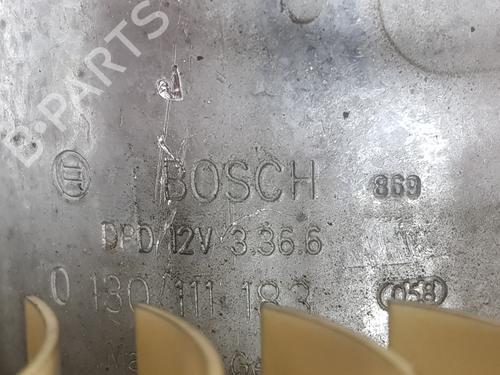 B-PARTS
BOSCH 869
DPD 12V 3.36.6
0 130 111 183 058